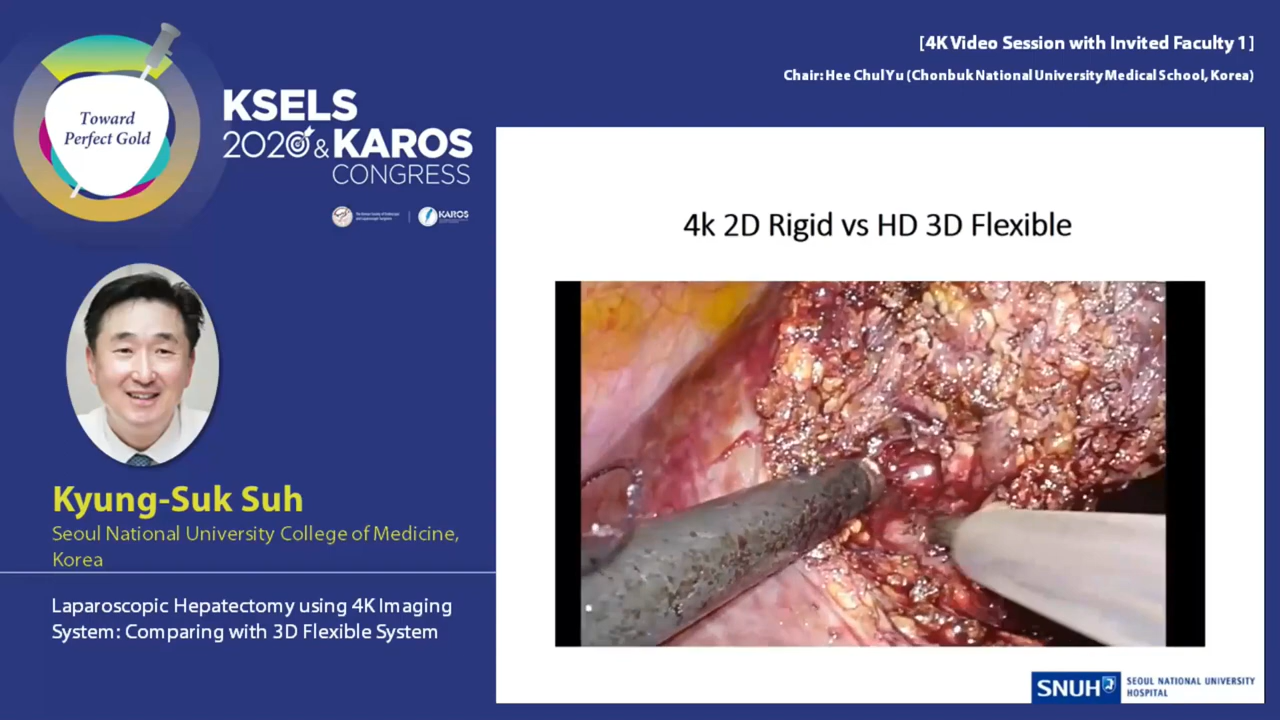 [4K Video Session with Invited Faculty 1]
Chair: Hee Chul Yu (Chonbuk National University Medical School, Korea)
Toward
Perfect Gold
KSELS
2020 & KAROS
CONGRESS
KAROS
4k 2D Rigid vs HD 3D Flexible
Kyung-Suk Suh
Seoul National University College of Medicine,
Korea
Laparoscopic Hepatectomy using 4K Imaging
System: Comparing with 3D Flexible System
SNUH
SEOUL NATIONAL UNIVERSITY
HOSPITAL